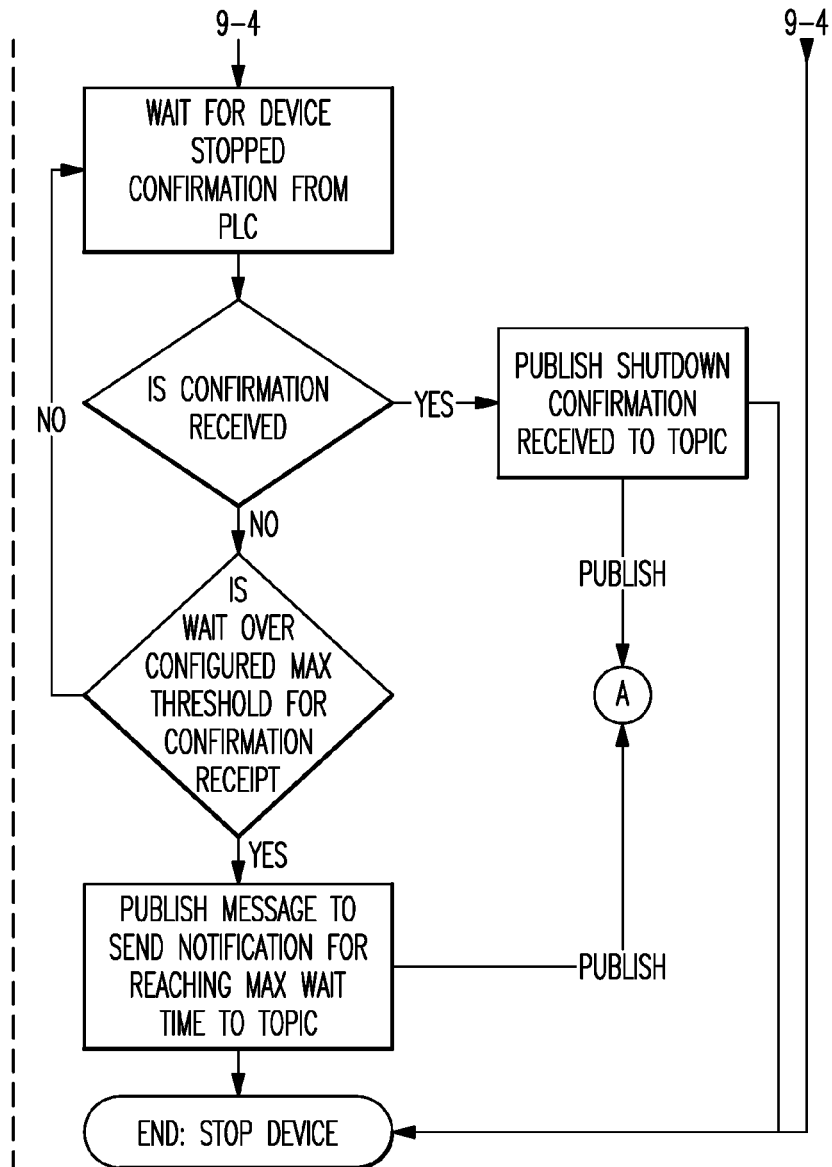 9-4
9-4
WAIT FOR DEVICE
STOPPED
CONFIRMATION FROM
PLC
IS CONFIRMATION
RECEIVED
YES
PUBLISH SHUTDOWN
CONFIRMATION
RECEIVED TO TOPIC
NO
NO
IS
WAIT OVER
CONFIGURED MAX
THRESHOLD FOR
CONFIRMATION
RECEIPT
PUBLISH
A
YES
PUBLISH MESSAGE TO
SEND NOTIFICATION FOR
REACHING MAX WAIT
TIME TO TOPIC
PUBLISH
END: STOP DEVICE